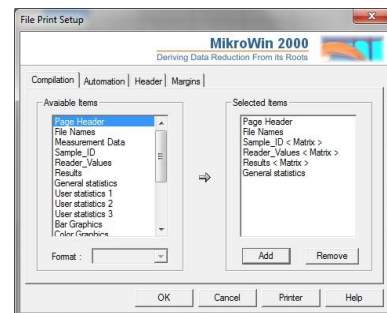 File Print Setup
MikroWin 2000
Deriving Data Reduction From its Roots
Compilation Automation Header Margins
Avaiable Items
Page Header
File Names
Measurement Data
Sample_ID
Reader_Values
Results
General statistics
User statistics 1
User statistics 2
User statistics 3
Bar Graphics
Color Graphics
Format :
Selected Items
Page Header
File Names
Sample_ID < Matrix >
Reader_Values < Matrix >
Results < Matrix >
General statistics
Add Remove
OK Cancel Printer Help